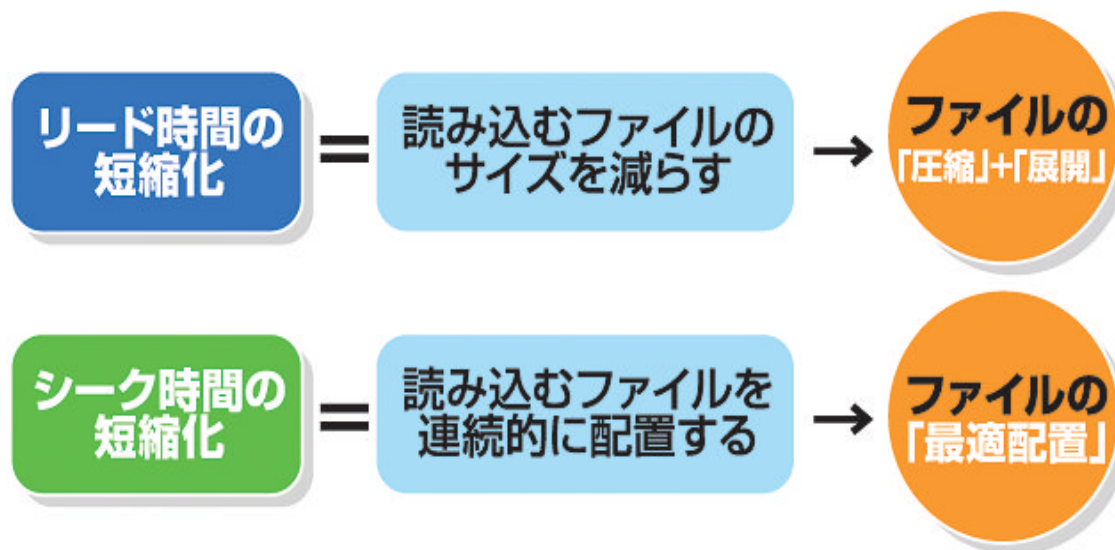 リード時間の
短縮化
=
読み込むファイルの
サイズを減らす
→
ファイルの
「圧縮」+「展開」
シーク時間の
短縮化
=
読み込むファイルを
連続的に配置する
→
ファイルの
「最適配置」